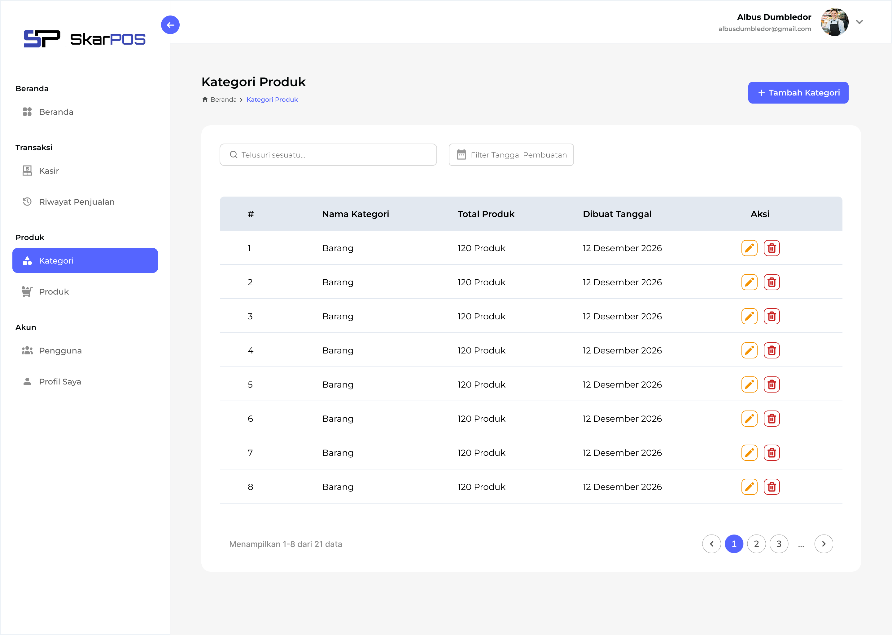 SP SkarPOS
Albus Dumbledor
albusdumbledor@gmail.com
Beranda
Beranda
Transaksi
Kasir
Riwayat Penjualan
Produk
Kategori
Produk
Akun
Pengguna
Profil Saya
Kategori Produk
Beranda > Kategori Produk
+ Tambah Kategori
Telusuri sesuatu...
Filter Tanggal Pembuatan
# Nama Kategori Total Produk Dibuat Tanggal Aksi
1 Barang 120 Produk 12 Desember 2026
2 Barang 120 Produk 12 Desember 2026
3 Barang 120 Produk 12 Desember 2026
4 Barang 120 Produk 12 Desember 2026
5 Barang 120 Produk 12 Desember 2026
6 Barang 120 Produk 12 Desember 2026
7 Barang 120 Produk 12 Desember 2026
8 Barang 120 Produk 12 Desember 2026
Menampilkan 1-8 dari 21 data
1 2 3 ...